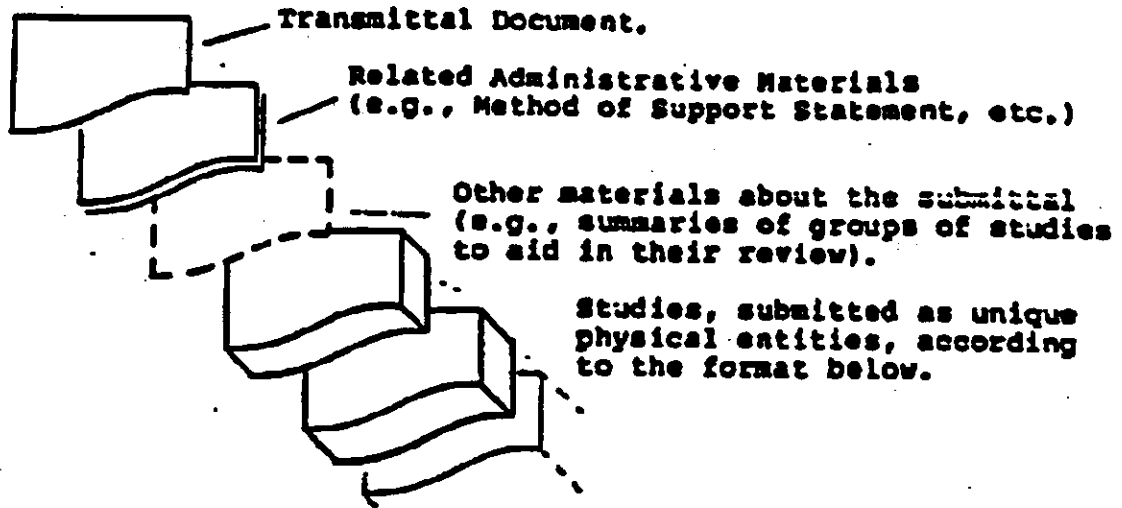 Transmittal Document.
Related Administrative Materials
(e.g., Method of Support Statement, etc.)
Other materials about the submittal
(e.g., summaries of groups of studies
to aid in their review).
Studies, submitted as unique
physical entities, according
to the format below.